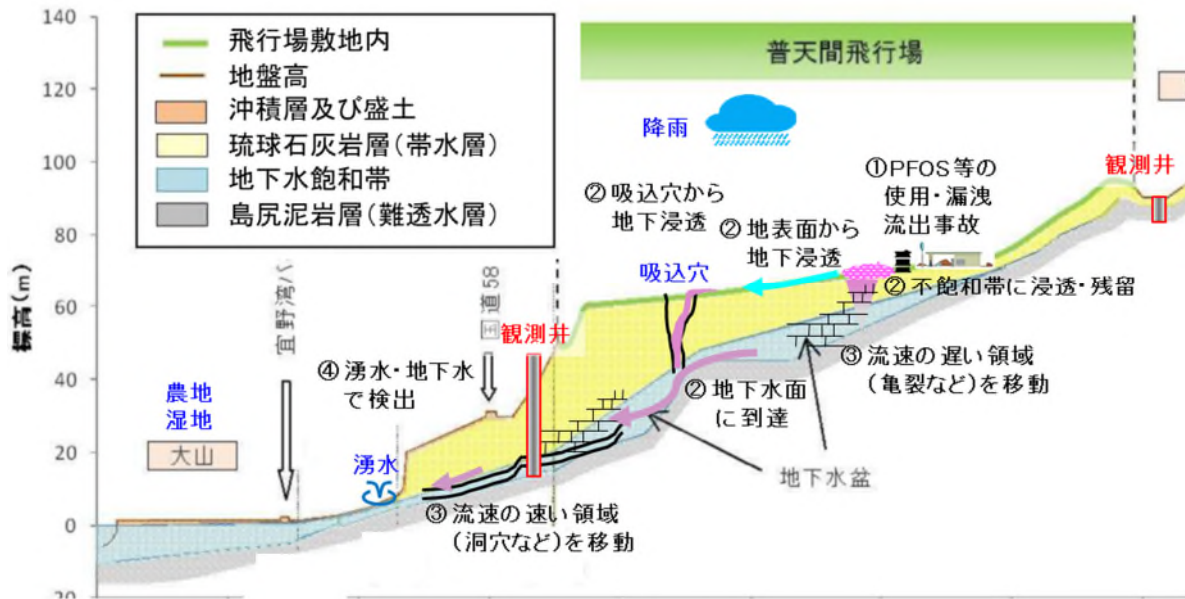 140
120
100
80
60
40
20
0
20
標高(m)
飛行場敷地内
地盤高
沖積層及び盛土
琉球石灰岩層(帯水層)
地下水飽和帯
島尻泥岩層(難透水層)
普天間飛行場
降雨
①PFOS等の
使用・漏洩
流出事故
観測井
②吸込穴から
地下浸透
②地表面から
地下浸透
吸込穴
②不飽和帯に浸透・残留
宜野湾バ
国道58
観測井
③流速の遅い領域
(亀裂など)を移動
④湧水・地下水
で検出
②地下水面
に到達
農地
湿地
大山
湧水
地下水盆
③流速の速い領域
(洞穴など)を移動